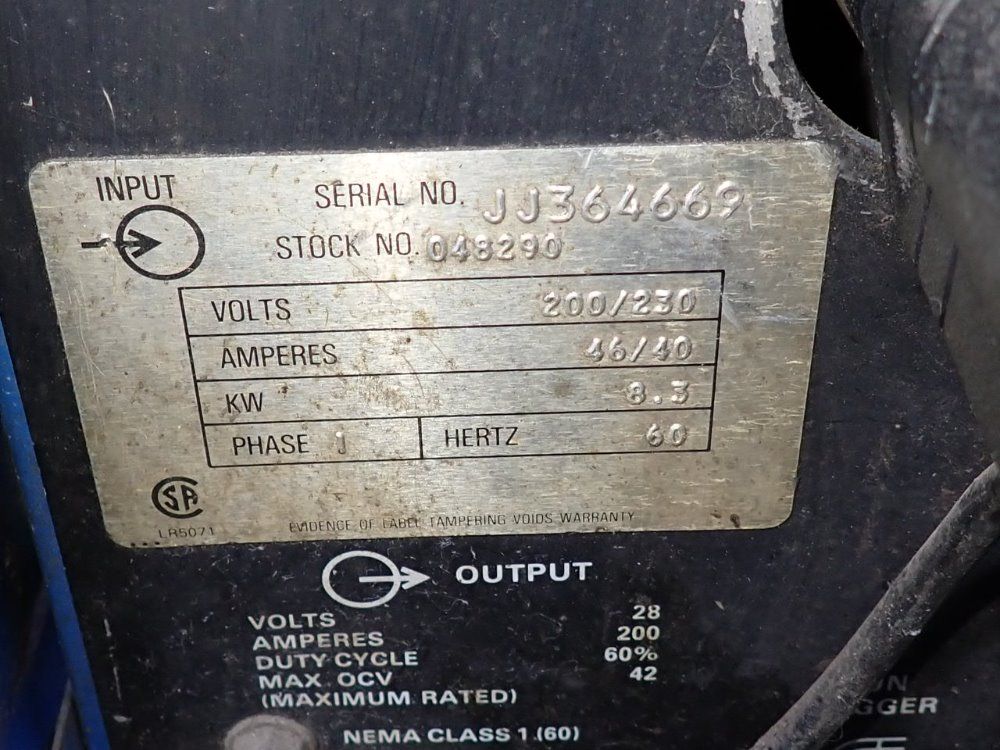 INPUT
SERIAL NO. JJ364669
STOCK NO. 048290
VOLTS 200/230
AMPERES 46/40
KW 8.3
PHASE 1 HERTZ 60
SA
LR5071
EVIDENCE OF LABEL TAMPERING VOIDS WARRANTY
OUTPUT
VOLTS 28
AMPERES 200
DUTY CYCLE 60%
MAX. OCV 42
(MAXIMUM RATED)
NEMA CLASS 1 (60)